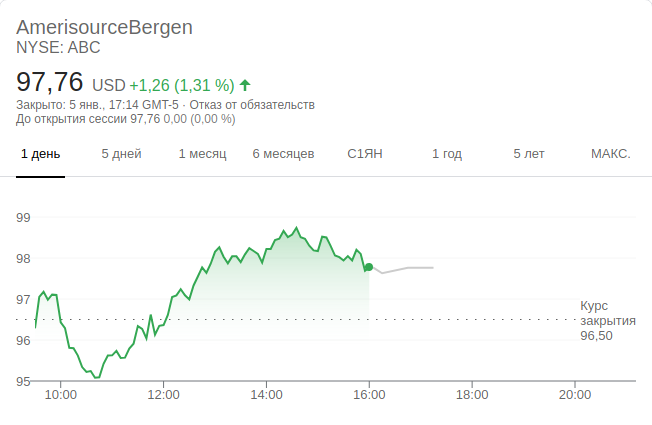 AmerisourceBergen
NYSE: ABC
97,76 USD +1,26 (1,31 %)
Закрыто: 5 янв., 17:14 GMT-5 · Отказ от обязательств
До открытия сессии 97,76 0,00 (0,00 %)
1 день 5 дней 1 месяц 6 месяцев С1ЯН 1 год 5 лет МАКС.
99
98
97
96
95
Курс
закрытия
96,50
10:00 12:00 14:00 16:00 18:00 20:00